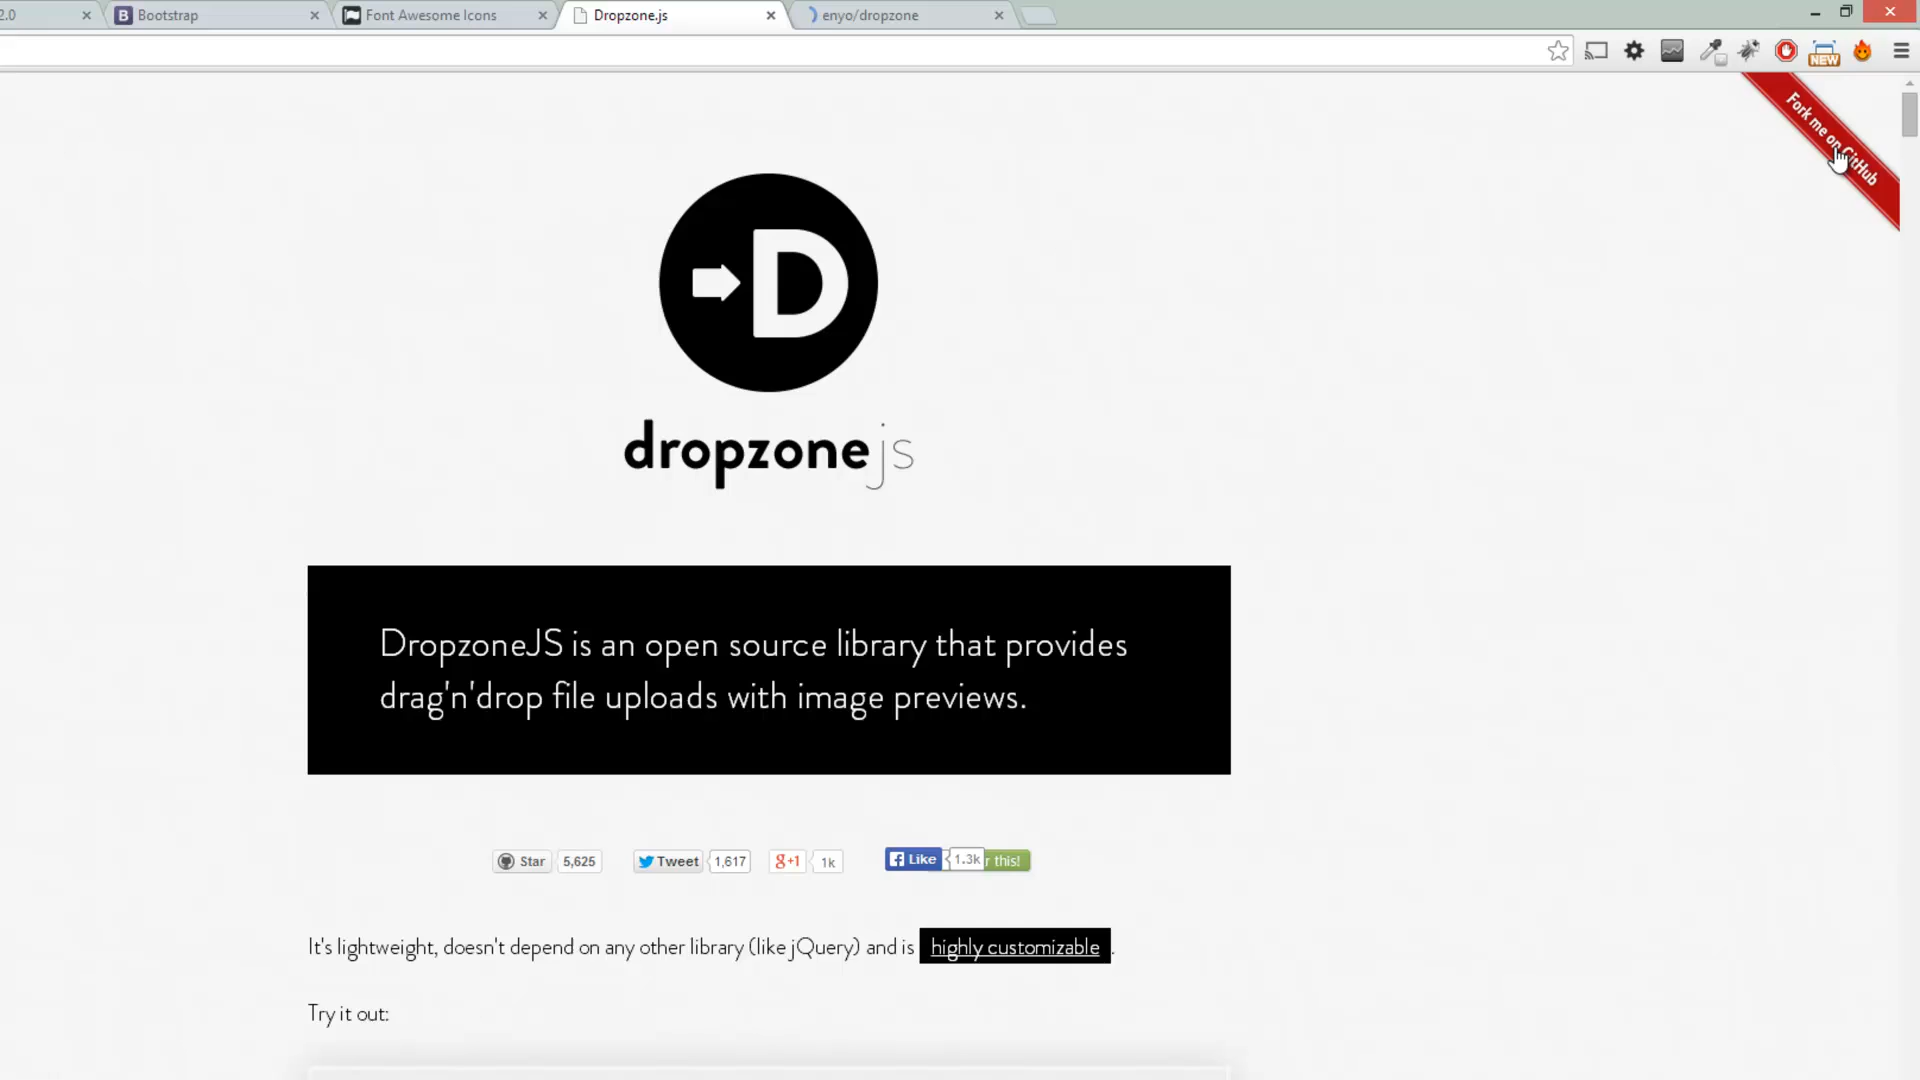 2.0
Bootstrap
Font Awesome Icons
Dropzone.js
enyo/dropzone
NEW
Fork me on GitHub
D
dropzonejs
DropzoneJS is an open source library that provides
drag'n'drop file uploads with image previews.
Star 5,625
Tweet 1,617
g+1 1k
Like 1.3k r this!
It's lightweight, doesn't depend on any other library (like jQuery) and is highly customizable.
Try it out: